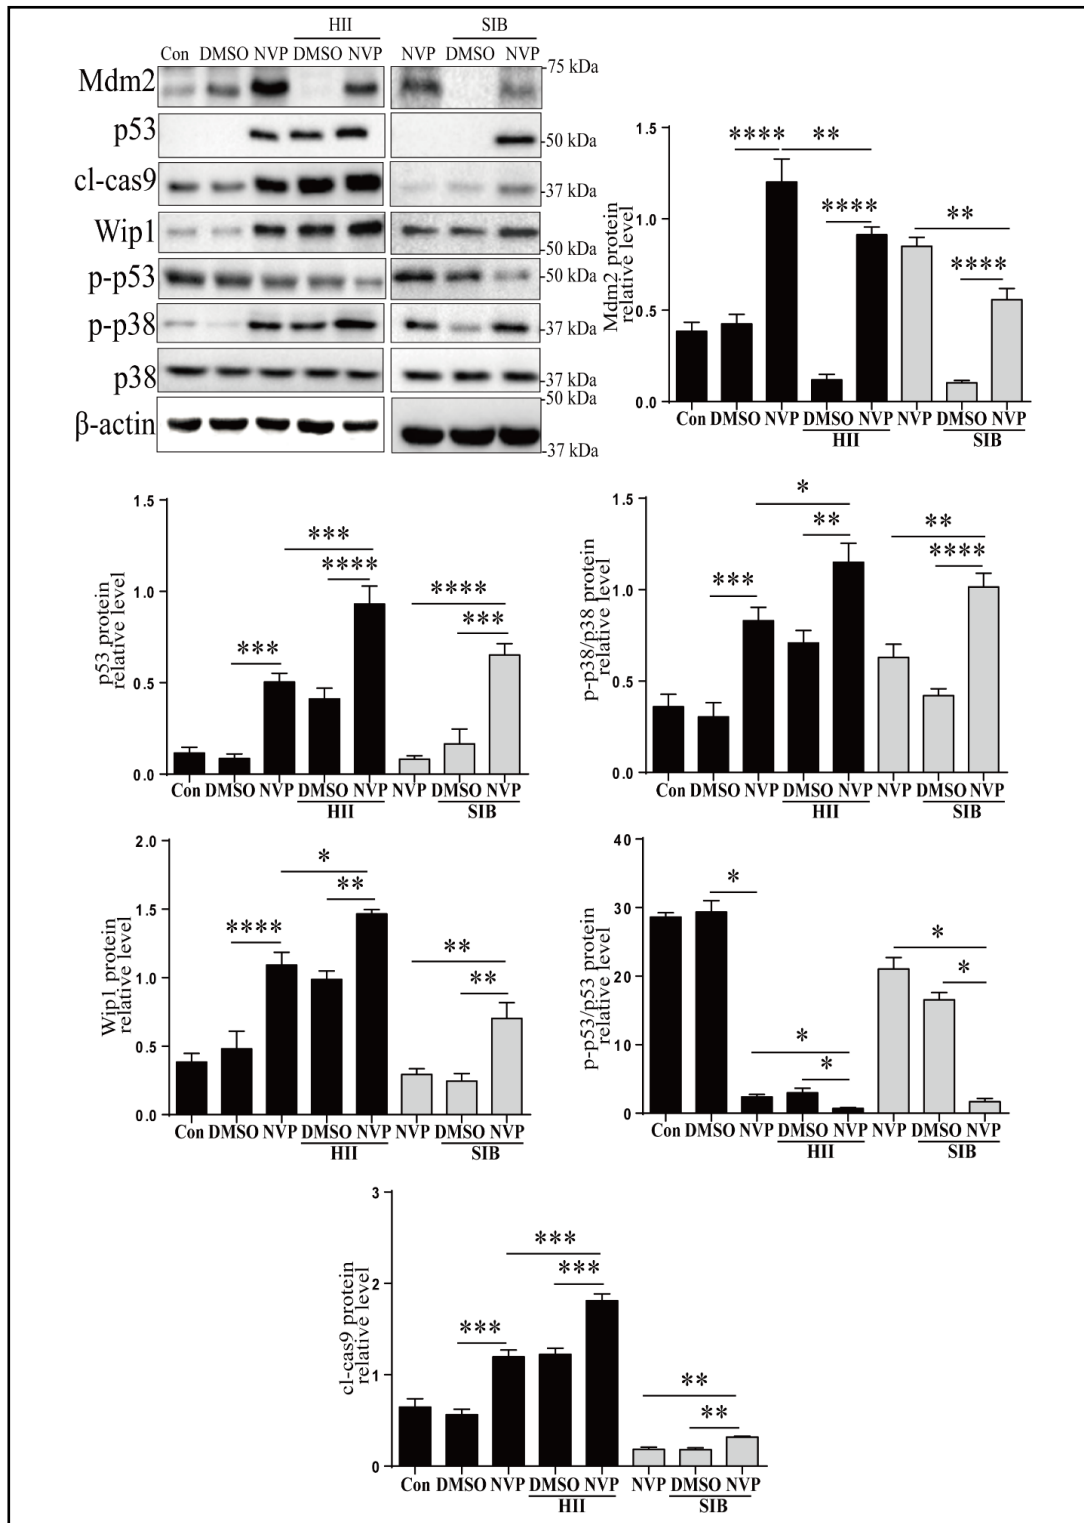 HII SIB
Con DMSO NVP DMSO NVP NVP DMSO NVP
Mdm2 -75 kDa
p53 -50 kDa
cl-cas9 -37 kDa
Wip1 -50 kDa
p-p53 -50 kDa
p-p38 -37 kDa
p38 -37 kDa
-50 kDa
β-actin
-37 kDa
Mdm2 protein
relative level
1.5
1.0
0.5
0.0
**** **
****
**
****
Con DMSO NVP DMSO NVP NVP DMSO NVP
HII SIB
p53 protein
relative level
1.5
1.0
0.5
0.0
***
***
****
****
***
Con DMSO NVP DMSO NVP NVP DMSO NVP
HII SIB
p-p38/p38 protein
relative level
1.5
1.0
0.5
0.0
*
***
**
**
****
Con DMSO NVP DMSO NVP NVP DMSO NVP
HII SIB
Wip1 protein
relative level
2.0
1.5
1.0
0.5
0.0
*
****
**
**
**
Con DMSO NVP DMSO NVP NVP DMSO NVP
HII SIB
p-p53/p53 protein
relative level
40
30
20
10
0
*
*
*
*
*
Con DMSO NVP DMSO NVP NVP DMSO NVP
HII SIB
cl-cas9 protein
relative level
3
2
1
0
***
***
***
**
**
Con DMSO NVP DMSO NVP NVP DMSO NVP
HII SIB